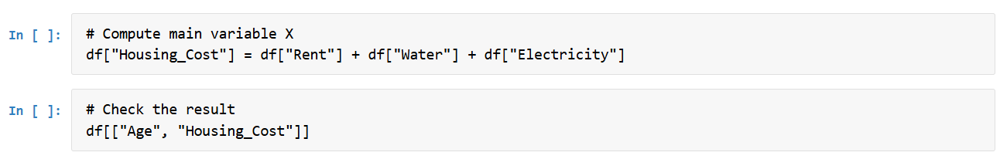 In [ ]:
# Compute main variable X
df["Housing_Cost"] = df["Rent"] + df["Water"] + df["Electricity"]
In [ ]:
# Check the result
df[["Age", "Housing_Cost"]]